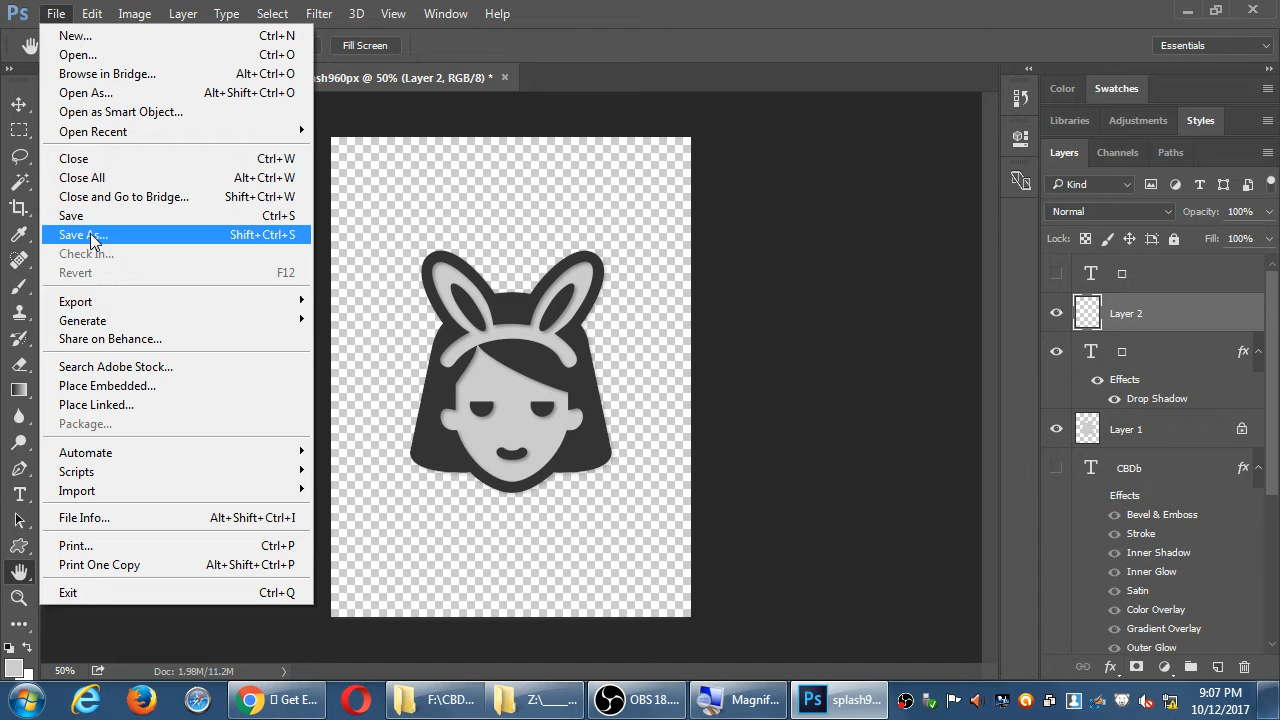 Ps File Edit Image Layer Type Select Filter 3D View Window Help
Fill Screen Essentials
New... Ctrl+N
Open... Ctrl+O
Browse in Bridge... Alt+Ctrl+O
Open As... Alt+Shift+Ctrl+O
Open as Smart Object...
Open Recent
Close Ctrl+W
Close All Alt+Ctrl+W
Close and Go to Bridge... Shift+Ctrl+W
Save Ctrl+S
Save As... Shift+Ctrl+S
Check In...
Revert F12
Export
Generate
Share on Behance...
Search Adobe Stock...
Place Embedded...
Place Linked...
Package...
Automate
Scripts
Import
File Info... Alt+Shift+Ctrl+I
Print... Ctrl+P
Print One Copy Alt+Shift+Ctrl+P
Exit Ctrl+Q
lash960px @ 50% (Layer 2, RGB/8) *
Color Swatches
Libraries Adjustments Styles
Layers Channels Paths
Kind
Normal Opacity: 100%
Lock: Fill: 100%
T
Layer 2
T fx
Effects
Drop Shadow
Layer 1
T CBDb fx
Effects
Bevel & Emboss
Stroke
Inner Shadow
Inner Glow
Satin
Color Overlay
Gradient Overlay
Outer Glow
50% Doc: 1.98M/11.2M
Get E... F:\CBD... Z:\____... OBS 18.... Magnif... Ps splash9...
9:07 PM
10/12/2017